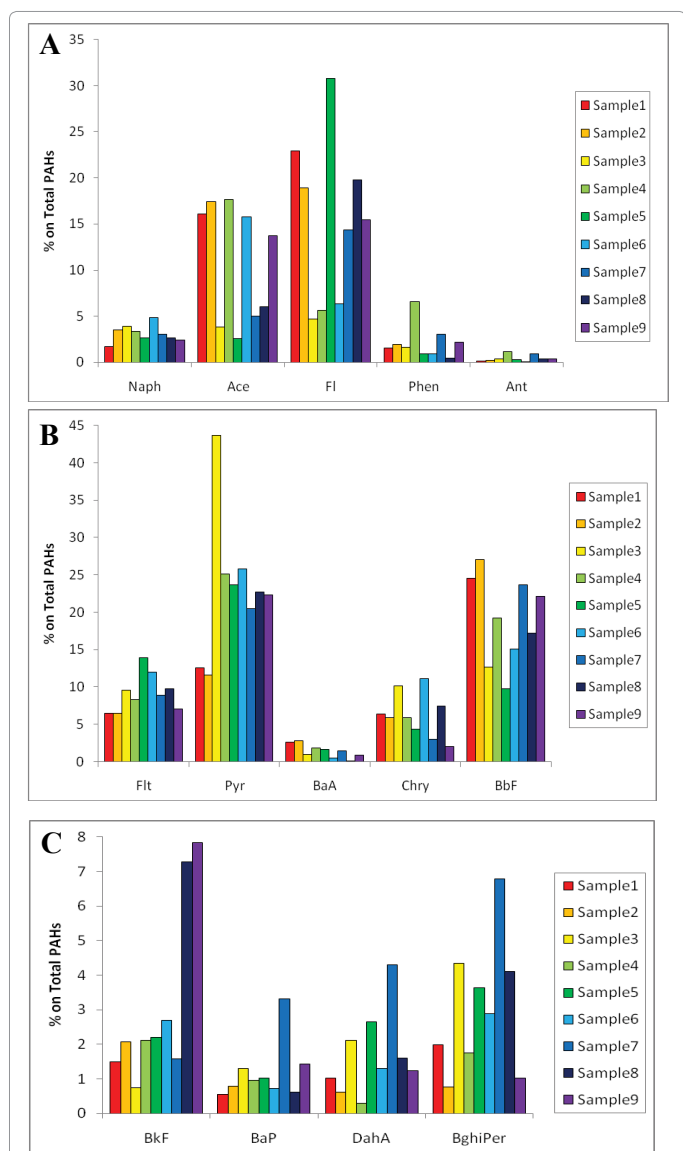 A
35
30
25
20
15
10
5
0
% on Total PAHs
Naph Ace Fl Phen Ant
Sample1
Sample2
Sample3
Sample4
Sample5
Sample6
Sample7
Sample8
Sample9
B
45
40
35
30
25
20
15
10
5
0
% on Total PAHs
Flt Pyr BaA Chry BbF
Sample1
Sample2
Sample3
Sample4
Sample5
Sample6
Sample7
Sample8
Sample9
C
8
7
6
5
4
3
2
1
0
% on Total PAHs
BkF BaP DahA BghiPer
Sample1
Sample2
Sample3
Sample4
Sample5
Sample6
Sample7
Sample8
Sample9